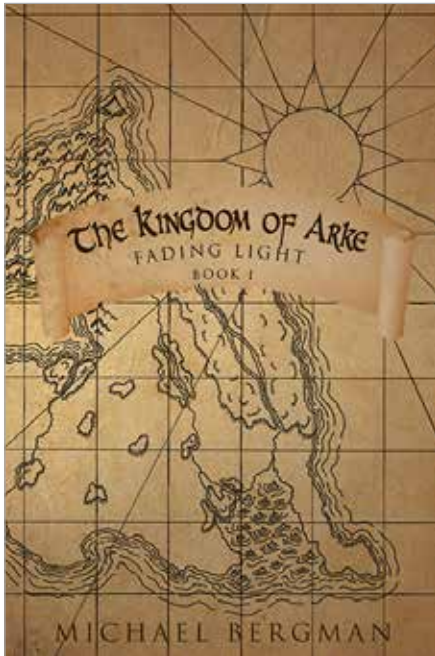 The Kingdom of Arke
FADING LIGHT
BOOK I
MICHAEL BERGMAN